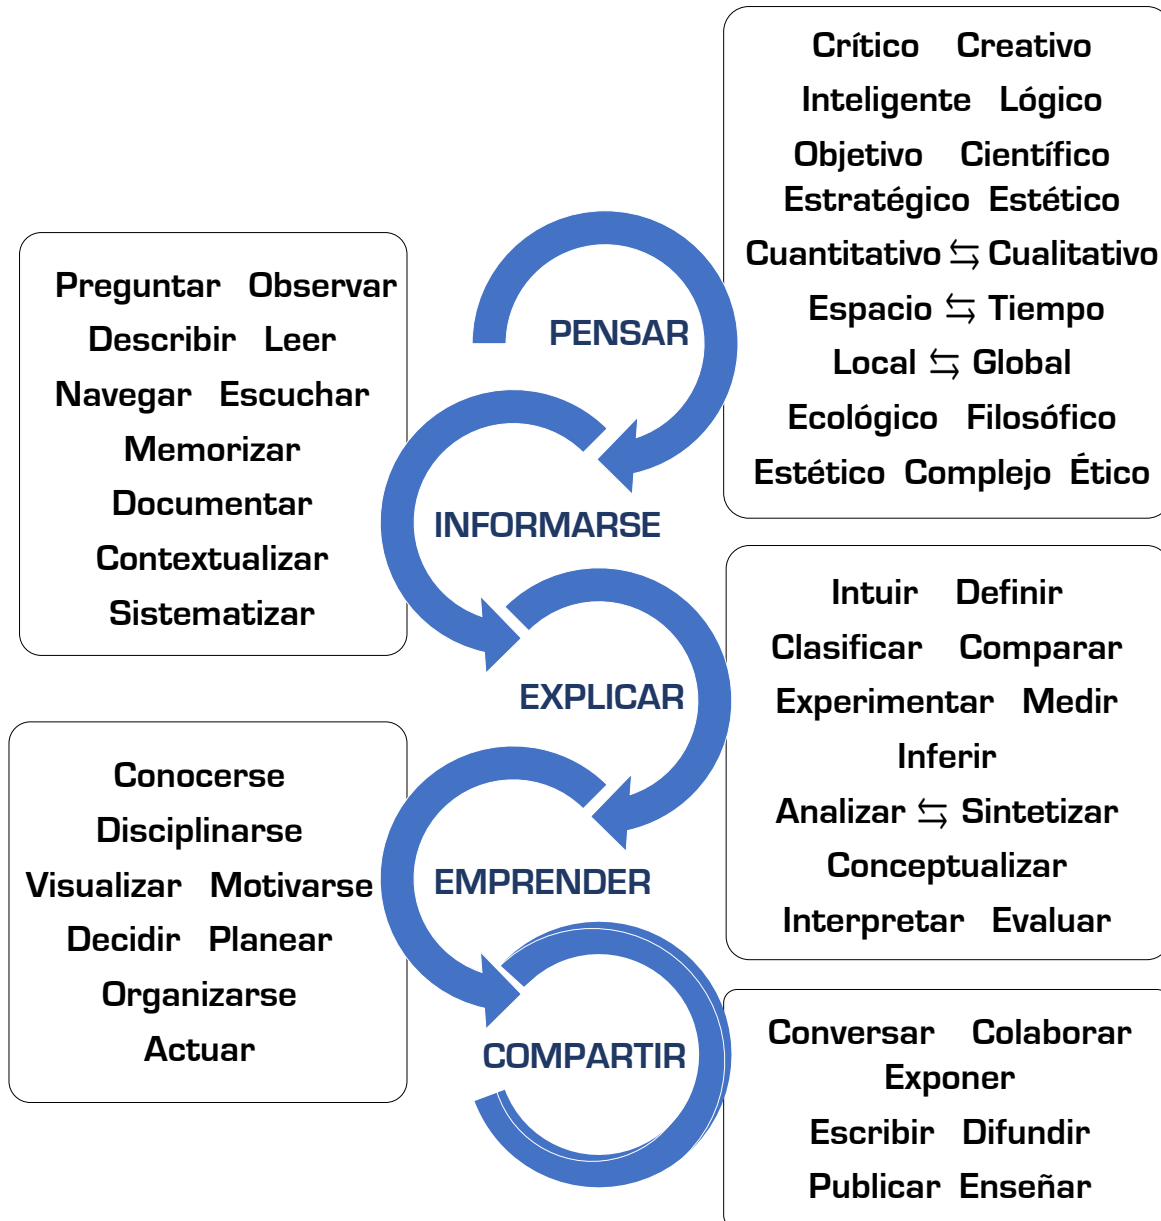 Crítico Creativo
Inteligente Lógico
Objetivo Científico
Estratégico Estético
Cuantitativo ⇆ Cualitativo
Espacio ⇆ Tiempo
Local ⇆ Global
Ecológico Filosófico
Estético Complejo Ético
PENSAR
Preguntar Observar
Describir Leer
Navegar Escuchar
Memorizar
Documentar
Contextualizar
Sistematizar
INFORMARSE
EXPLICAR
Intuir Definir
Clasificar Comparar
Experimentar Medir
Inferir
Analizar ⇆ Sintetizar
Conceptualizar
Interpretar Evaluar
Conocerse
Disciplinarse
Visualizar Motivarse
Decidir Planear
Organizarse
Actuar
EMPRENDER
COMPARTIR
Conversar Colaborar
Exponer
Escribir Difundir
Publicar Enseñar